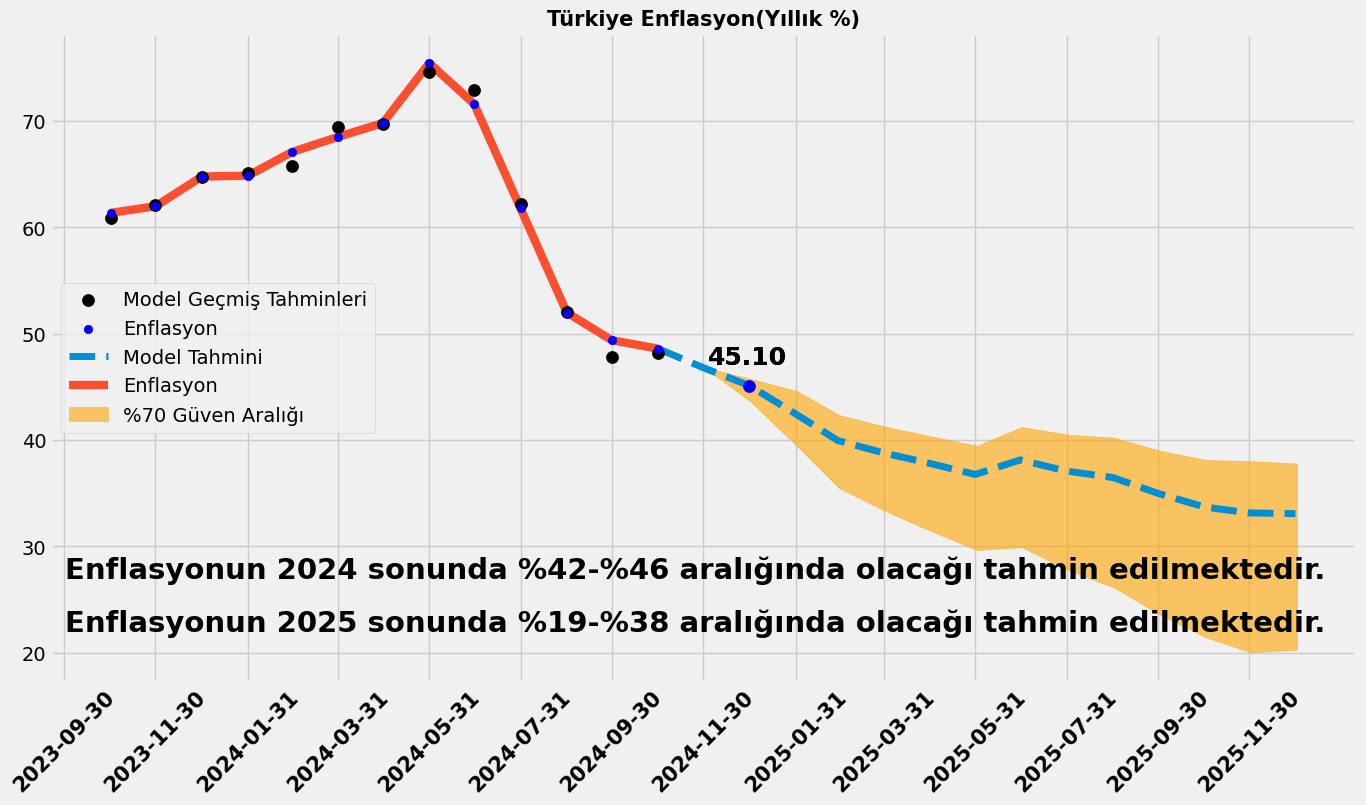 Türkiye Enflasyon(Yıllık %)
70
60
50
40
30
20
Model Geçmiş Tahminleri
Enflasyon
Model Tahmini
Enflasyon
%70 Güven Aralığı
45.10
Enflasyonun 2024 sonunda %42-%46 aralığında olacağı tahmin edilmektedir.
Enflasyonun 2025 sonunda %19-%38 aralığında olacağı tahmin edilmektedir.
2023-09-30
2023-11-30
2024-01-31
2024-03-31
2024-05-31
2024-07-31
2024-09-30
2024-11-30
2025-01-31
2025-03-31
2025-05-31
2025-07-31
2025-09-30
2025-11-30